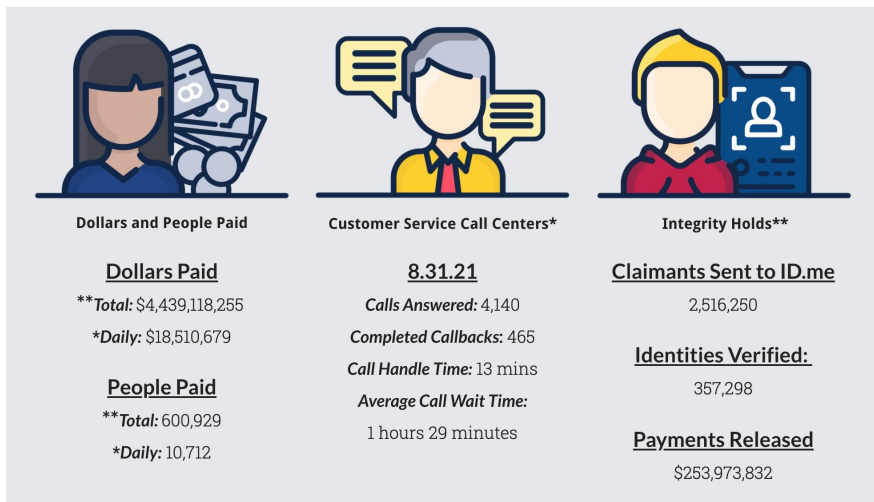 Dollars and People Paid
Dollars Paid
**Total: $4,439,118,255
*Daily: $18,510,679
People Paid
**Total: 600,929
*Daily: 10,712
Customer Service Call Centers*
8.31.21
Calls Answered: 4,140
Completed Callbacks: 465
Call Handle Time: 13 mins
Average Call Wait Time:
1 hours 29 minutes
Integrity Holds**
Claimants Sent to ID.me
2,516,250
Identities Verified:
357,298
Payments Released
$253,973,832